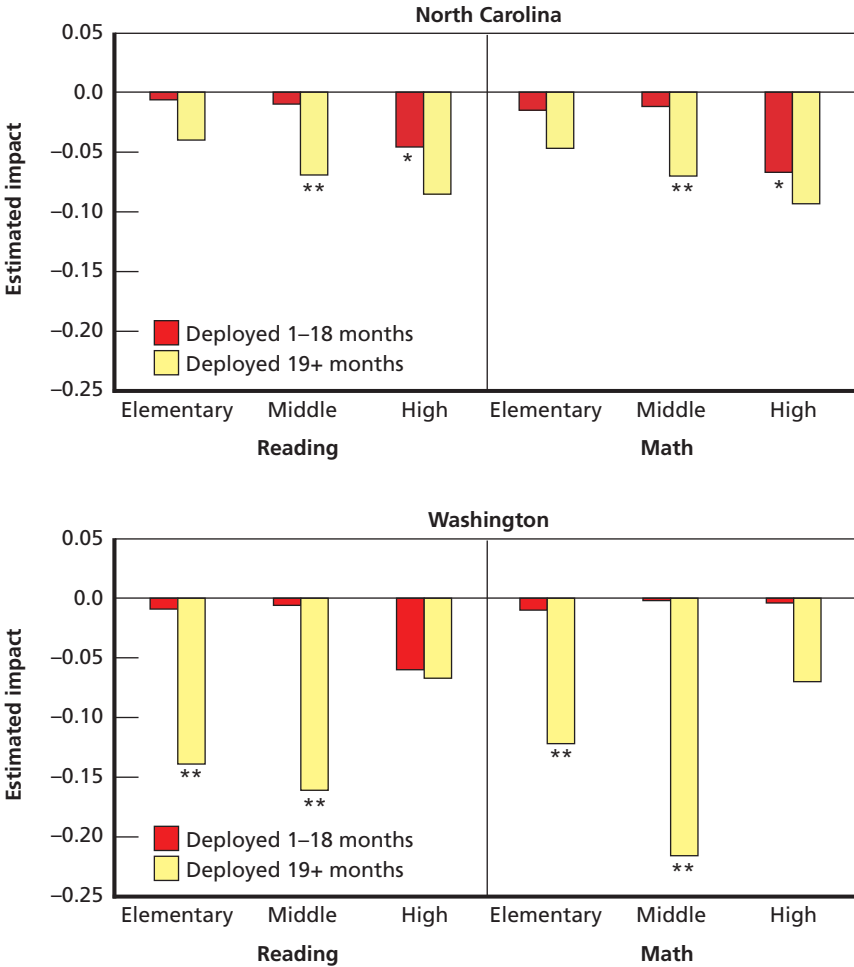 North Carolina
Estimated impact
0.05
0.0
–0.05
–0.10
–0.15
–0.20
–0.25
* ** * **
Deployed 1–18 months
Deployed 19+ months
Elementary Middle High Elementary Middle High
Reading Math
Washington
Estimated impact
0.05
0.0
–0.05
–0.10
–0.15
–0.20
–0.25
** ** ** **
Deployed 1–18 months
Deployed 19+ months
Elementary Middle High Elementary Middle High
Reading Math